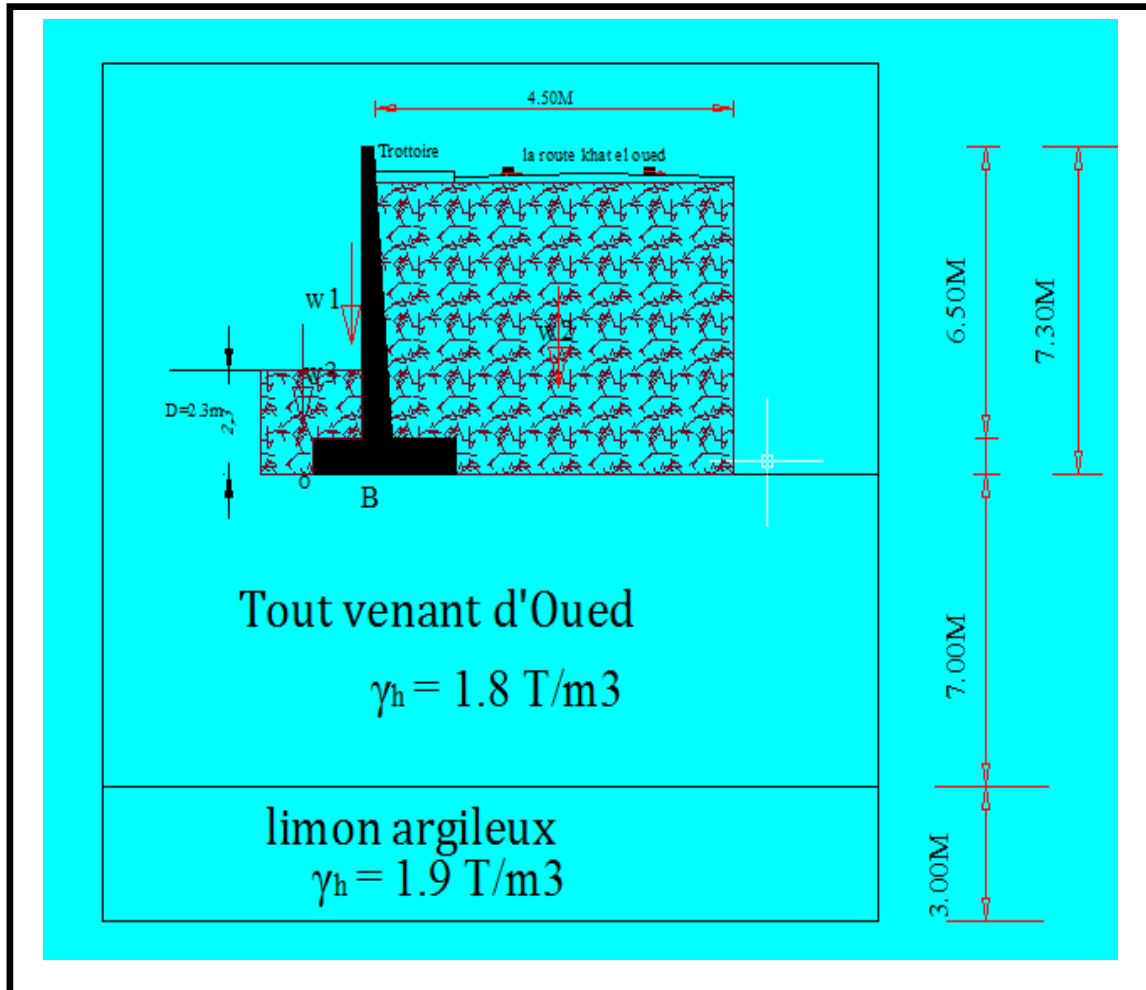 4.50M
Trottoire
la route khat el oued
w1
w2
w3
D=2.3m
2,3
O
B
6.50M
7.30M
Tout venant d'Oued
γh = 1.8 T/m3
7.00M
limon argileux
γh = 1.9 T/m3
3.00M